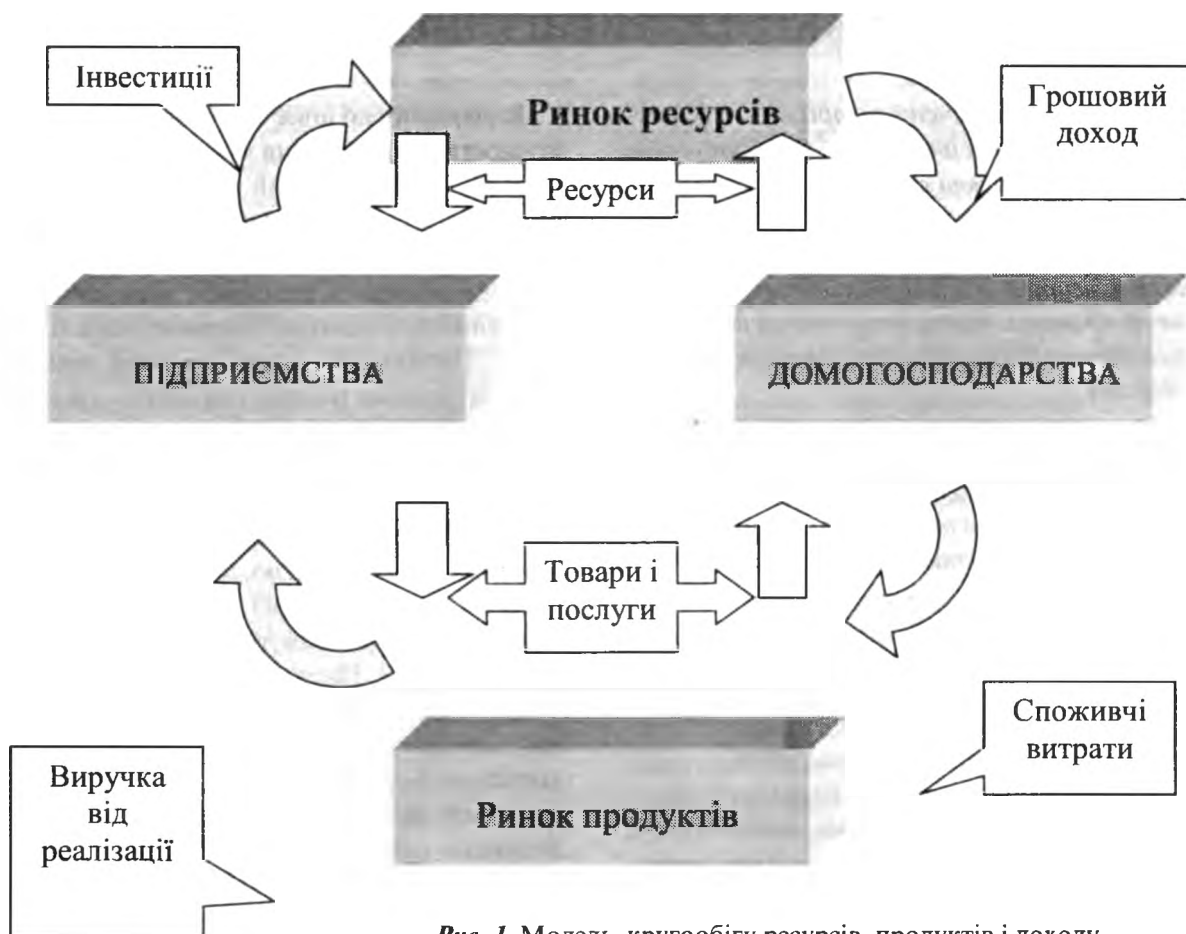 Інвестиції
Ринок ресурсів
Грошовий
доход
Ресурси
ПІДПРИЄМСТВА
ДОМОГОСПОДАРСТВА
Товари і
послуги
Споживчі
витрати
Виручка
від
реалізації
Ринок продуктів
Рис. 1. Модель кругообігу ресурсів, продуктів і доходу